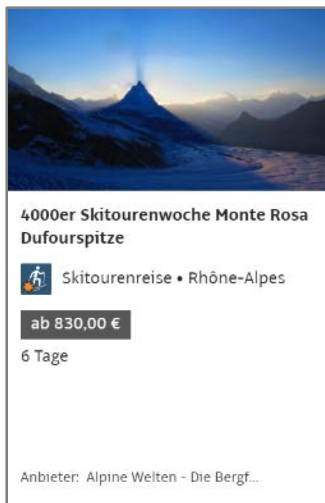 4000er Skitourenwoche Monte Rosa
Dufourspitze
Skitourenreise • Rhône-Alpes
ab 830,00 €
6 Tage
Anbieter: Alpine Welten - Die Bergf...